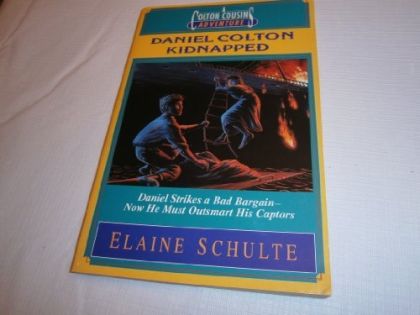 A
COLTON COUSINS
ADVENTURE
DANIEL COLTON
KIDNAPPED
Daniel Strikes a Bad Bargain–
Now He Must Outsmart His Captors
ELAINE SCHULTE